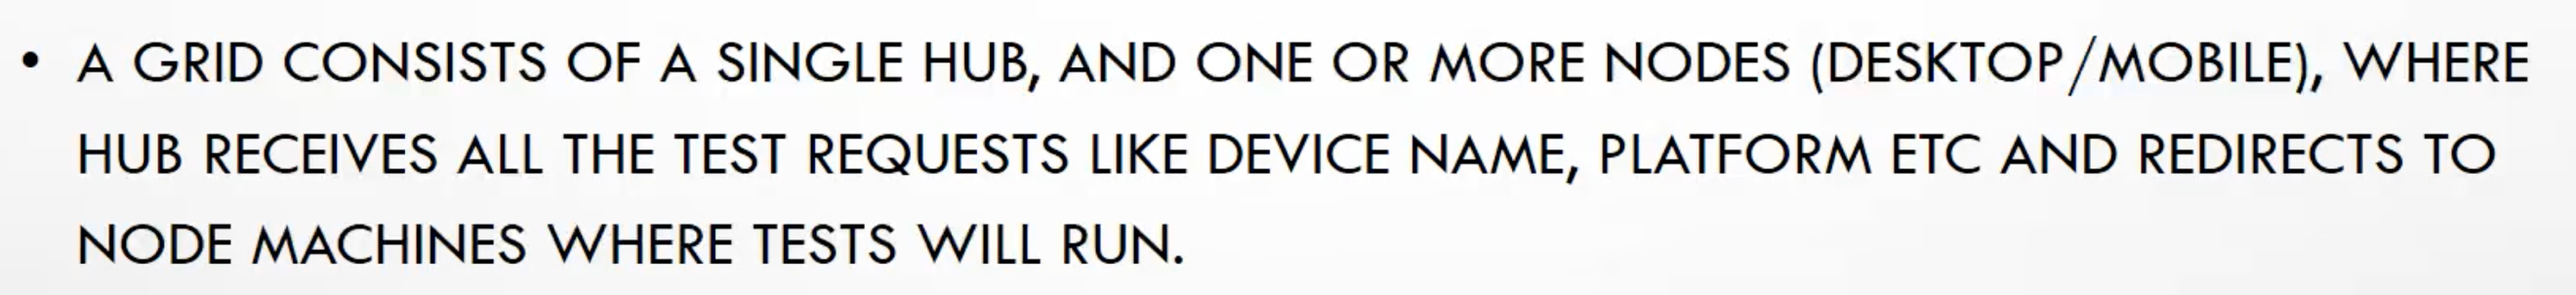 • A GRID CONSISTS OF A SINGLE HUB, AND ONE OR MORE NODES (DESKTOP/MOBILE), WHERE
HUB RECEIVES ALL THE TEST REQUESTS LIKE DEVICE NAME, PLATFORM ETC AND REDIRECTS TO
NODE MACHINES WHERE TESTS WILL RUN.